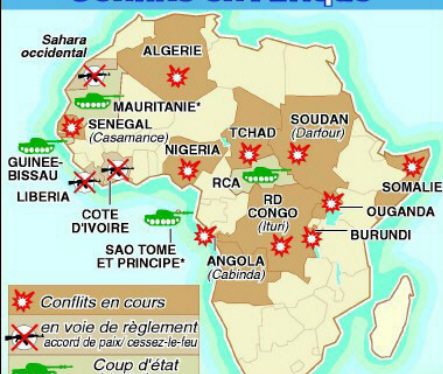 Sahara
occidental
ALGERIE
MAURITANIE*
SENEGAL
(Casamance)
TCHAD
SOUDAN
(Darfour)
NIGERIA
GUINEE-
BISSAU
RCA
SOMALIE
LIBERIA
RD
CONGO
(Ituri)
OUGANDA
COTE
D'IVOIRE
BURUNDI
SAO TOME
ET PRINCIPE*
ANGOLA
(Cabinda)
Conflits en cours
en voie de règlement
accord de paix/ cessez-le-feu
Coup d'état